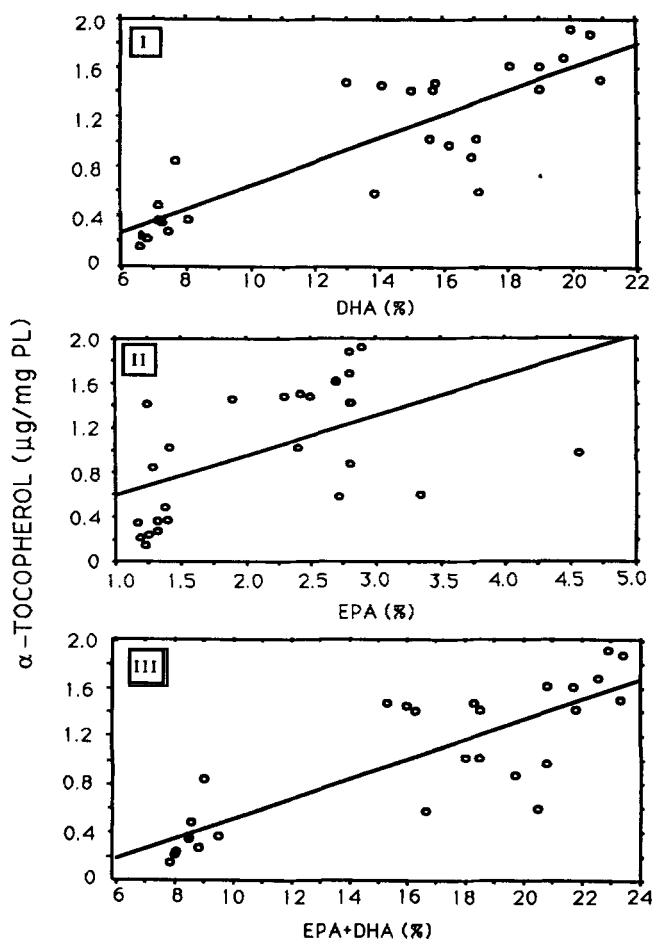 α-TOCOPHEROL (µg/mg PL)
I
2.0
1.6
1.2
0.8
0.4
0
6 8 10 12 14 16 18 20 22
DHA (%)
II
2.0
1.6
1.2
0.8
0.4
0
1.0 1.5 2.0 2.5 3.0 3.5 4.0 4.5 5.0
EPA (%)
III
2.0
1.6
1.2
0.8
0.4
0
6 8 10 12 14 16 18 20 22 24
EPA+DHA (%)